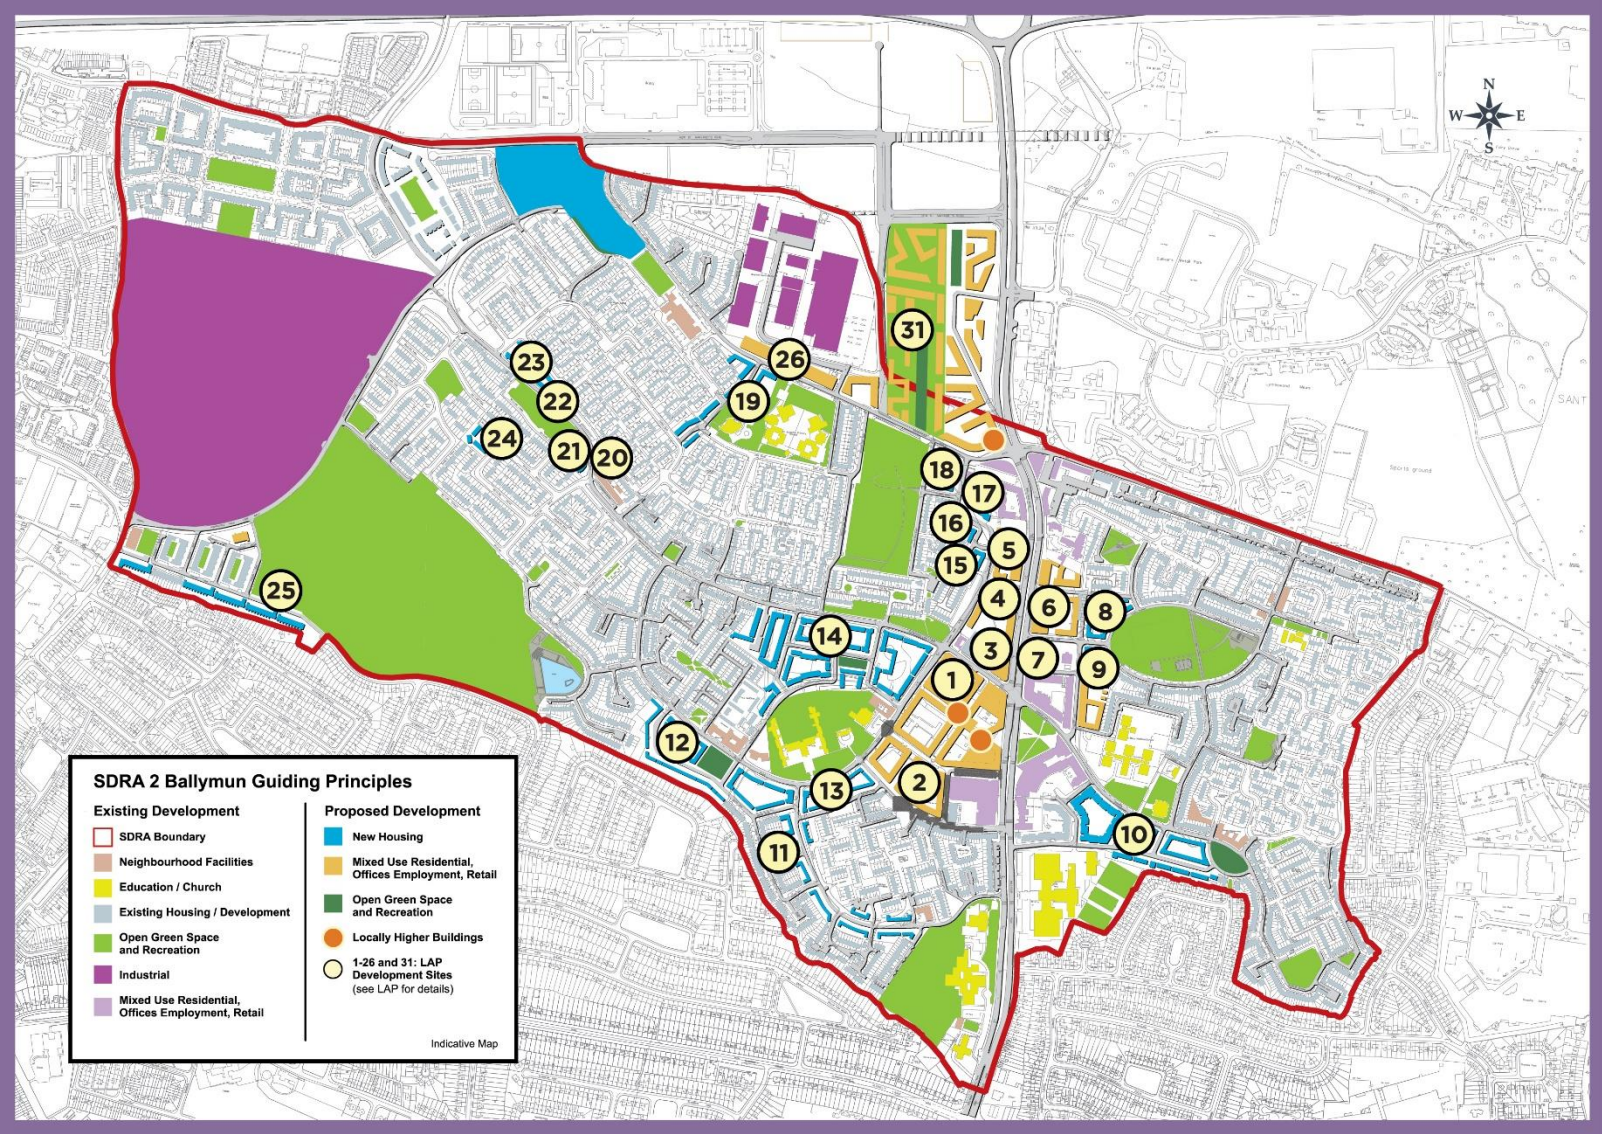 N
W E
S
31
26
23
22
19
24
21
20
18
17
16
5
15
4
6
8
25
14
3
7
9
1
12
2
13
10
11
SANT
Sports ground
SDRA 2 Ballymun Guiding Principles
Existing Development
SDRA Boundary
Neighbourhood Facilities
Education / Church
Existing Housing / Development
Open Green Space
and Recreation
Industrial
Mixed Use Residential,
Offices Employment, Retail
Proposed Development
New Housing
Mixed Use Residential,
Offices Employment, Retail
Open Green Space
and Recreation
Locally Higher Buildings
1-26 and 31: LAP
Development Sites
(see LAP for details)
Indicative Map